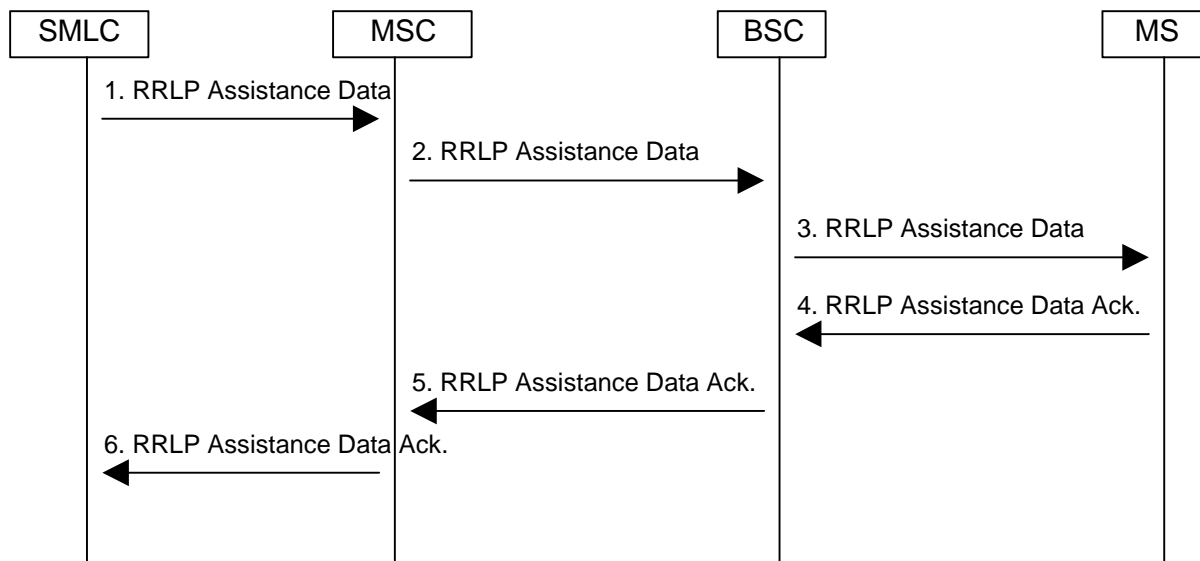 SMLC
MSC
BSC
MS
1. RRLP Assistance Data
2. RRLP Assistance Data
3. RRLP Assistance Data
4. RRLP Assistance Data Ack.
5. RRLP Assistance Data Ack.
6. RRLP Assistance Data Ack.